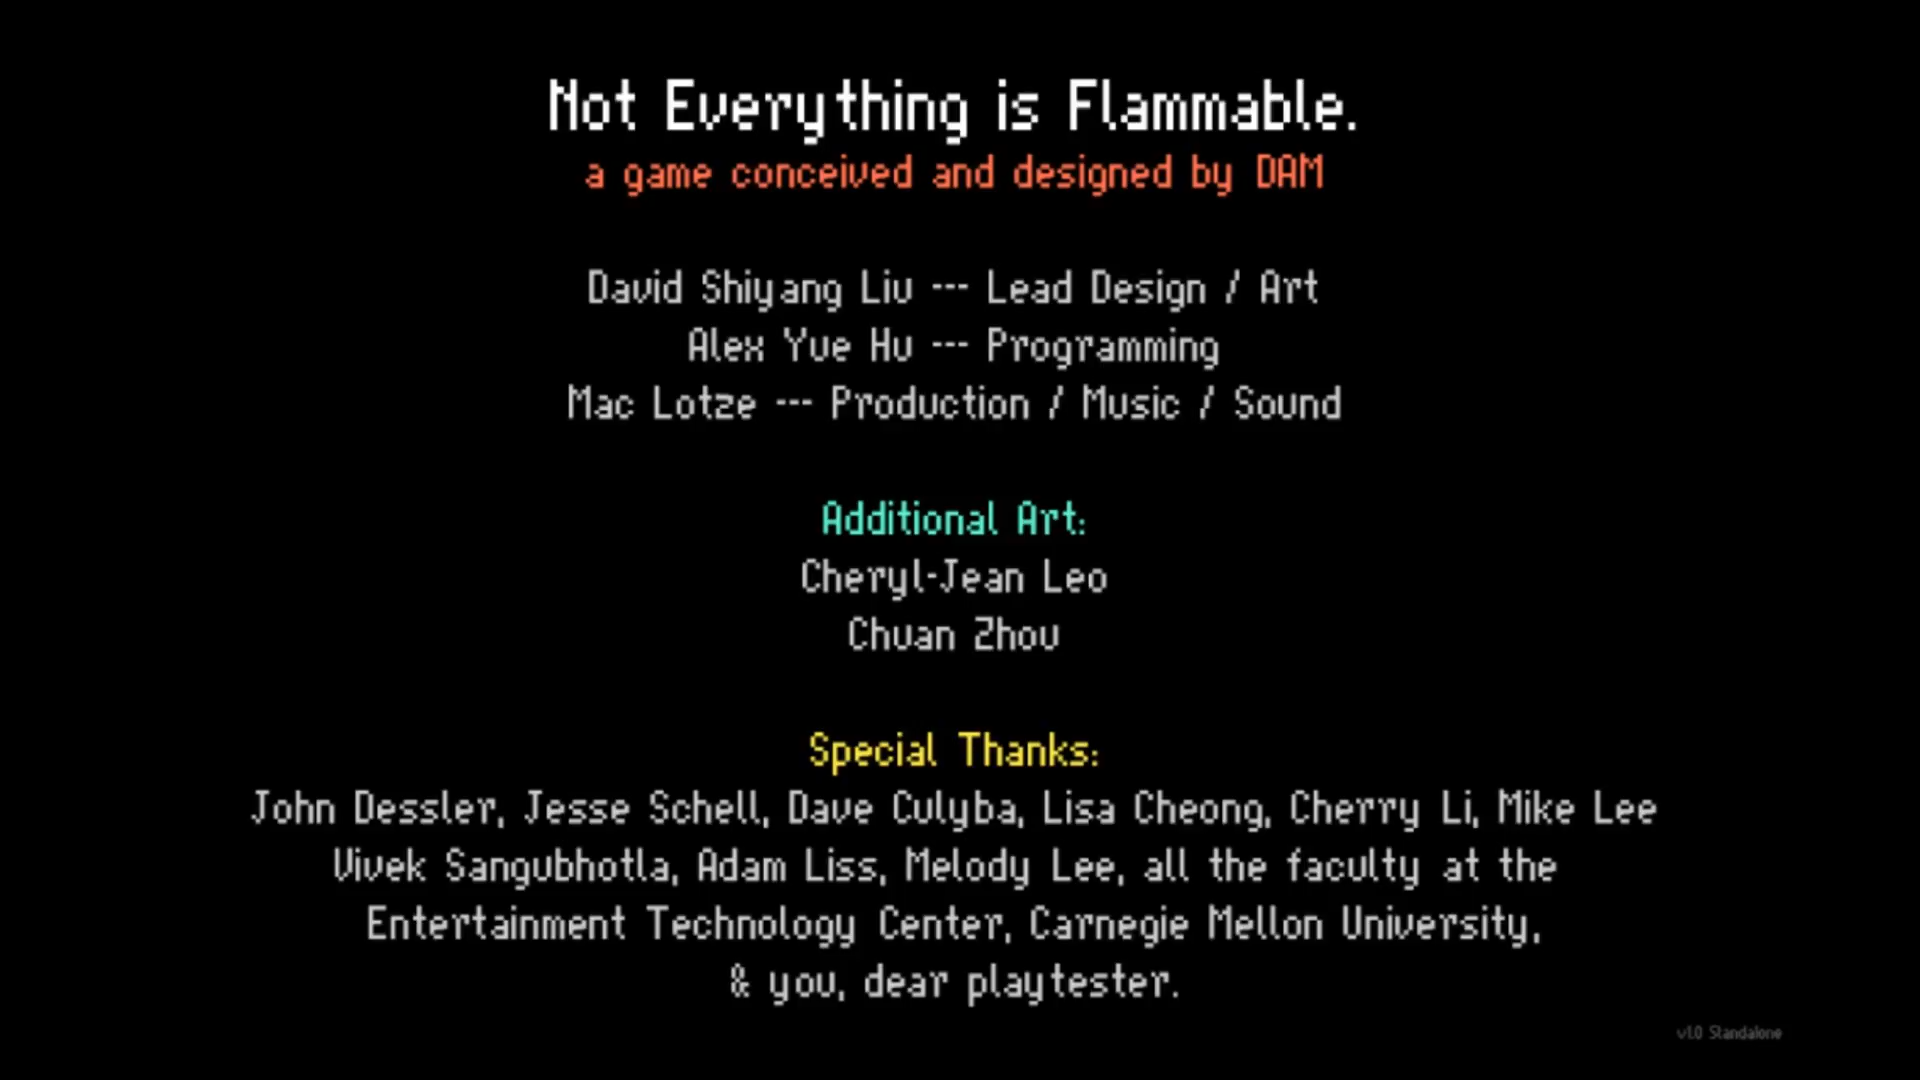 Not Everything is Flammable.
a game conceived and designed by DAM
David Shiyang Liu --- Lead Design / Art
Alex Yue Hu --- Programming
Mac Lotze --- Production / Music / Sound
Additional Art:
Cheryl-Jean Leo
Chuan Zhou
Special Thanks:
John Dessler, Jesse Schell, Dave Culyba, Lisa Cheong, Cherry Li, Mike Lee
Vivek Sangubhotla, Adam Liss, Melody Lee, all the faculty at the
Entertainment Technology Center, Carnegie Mellon University,
& you, dear playtester.
v1.0 Standalone